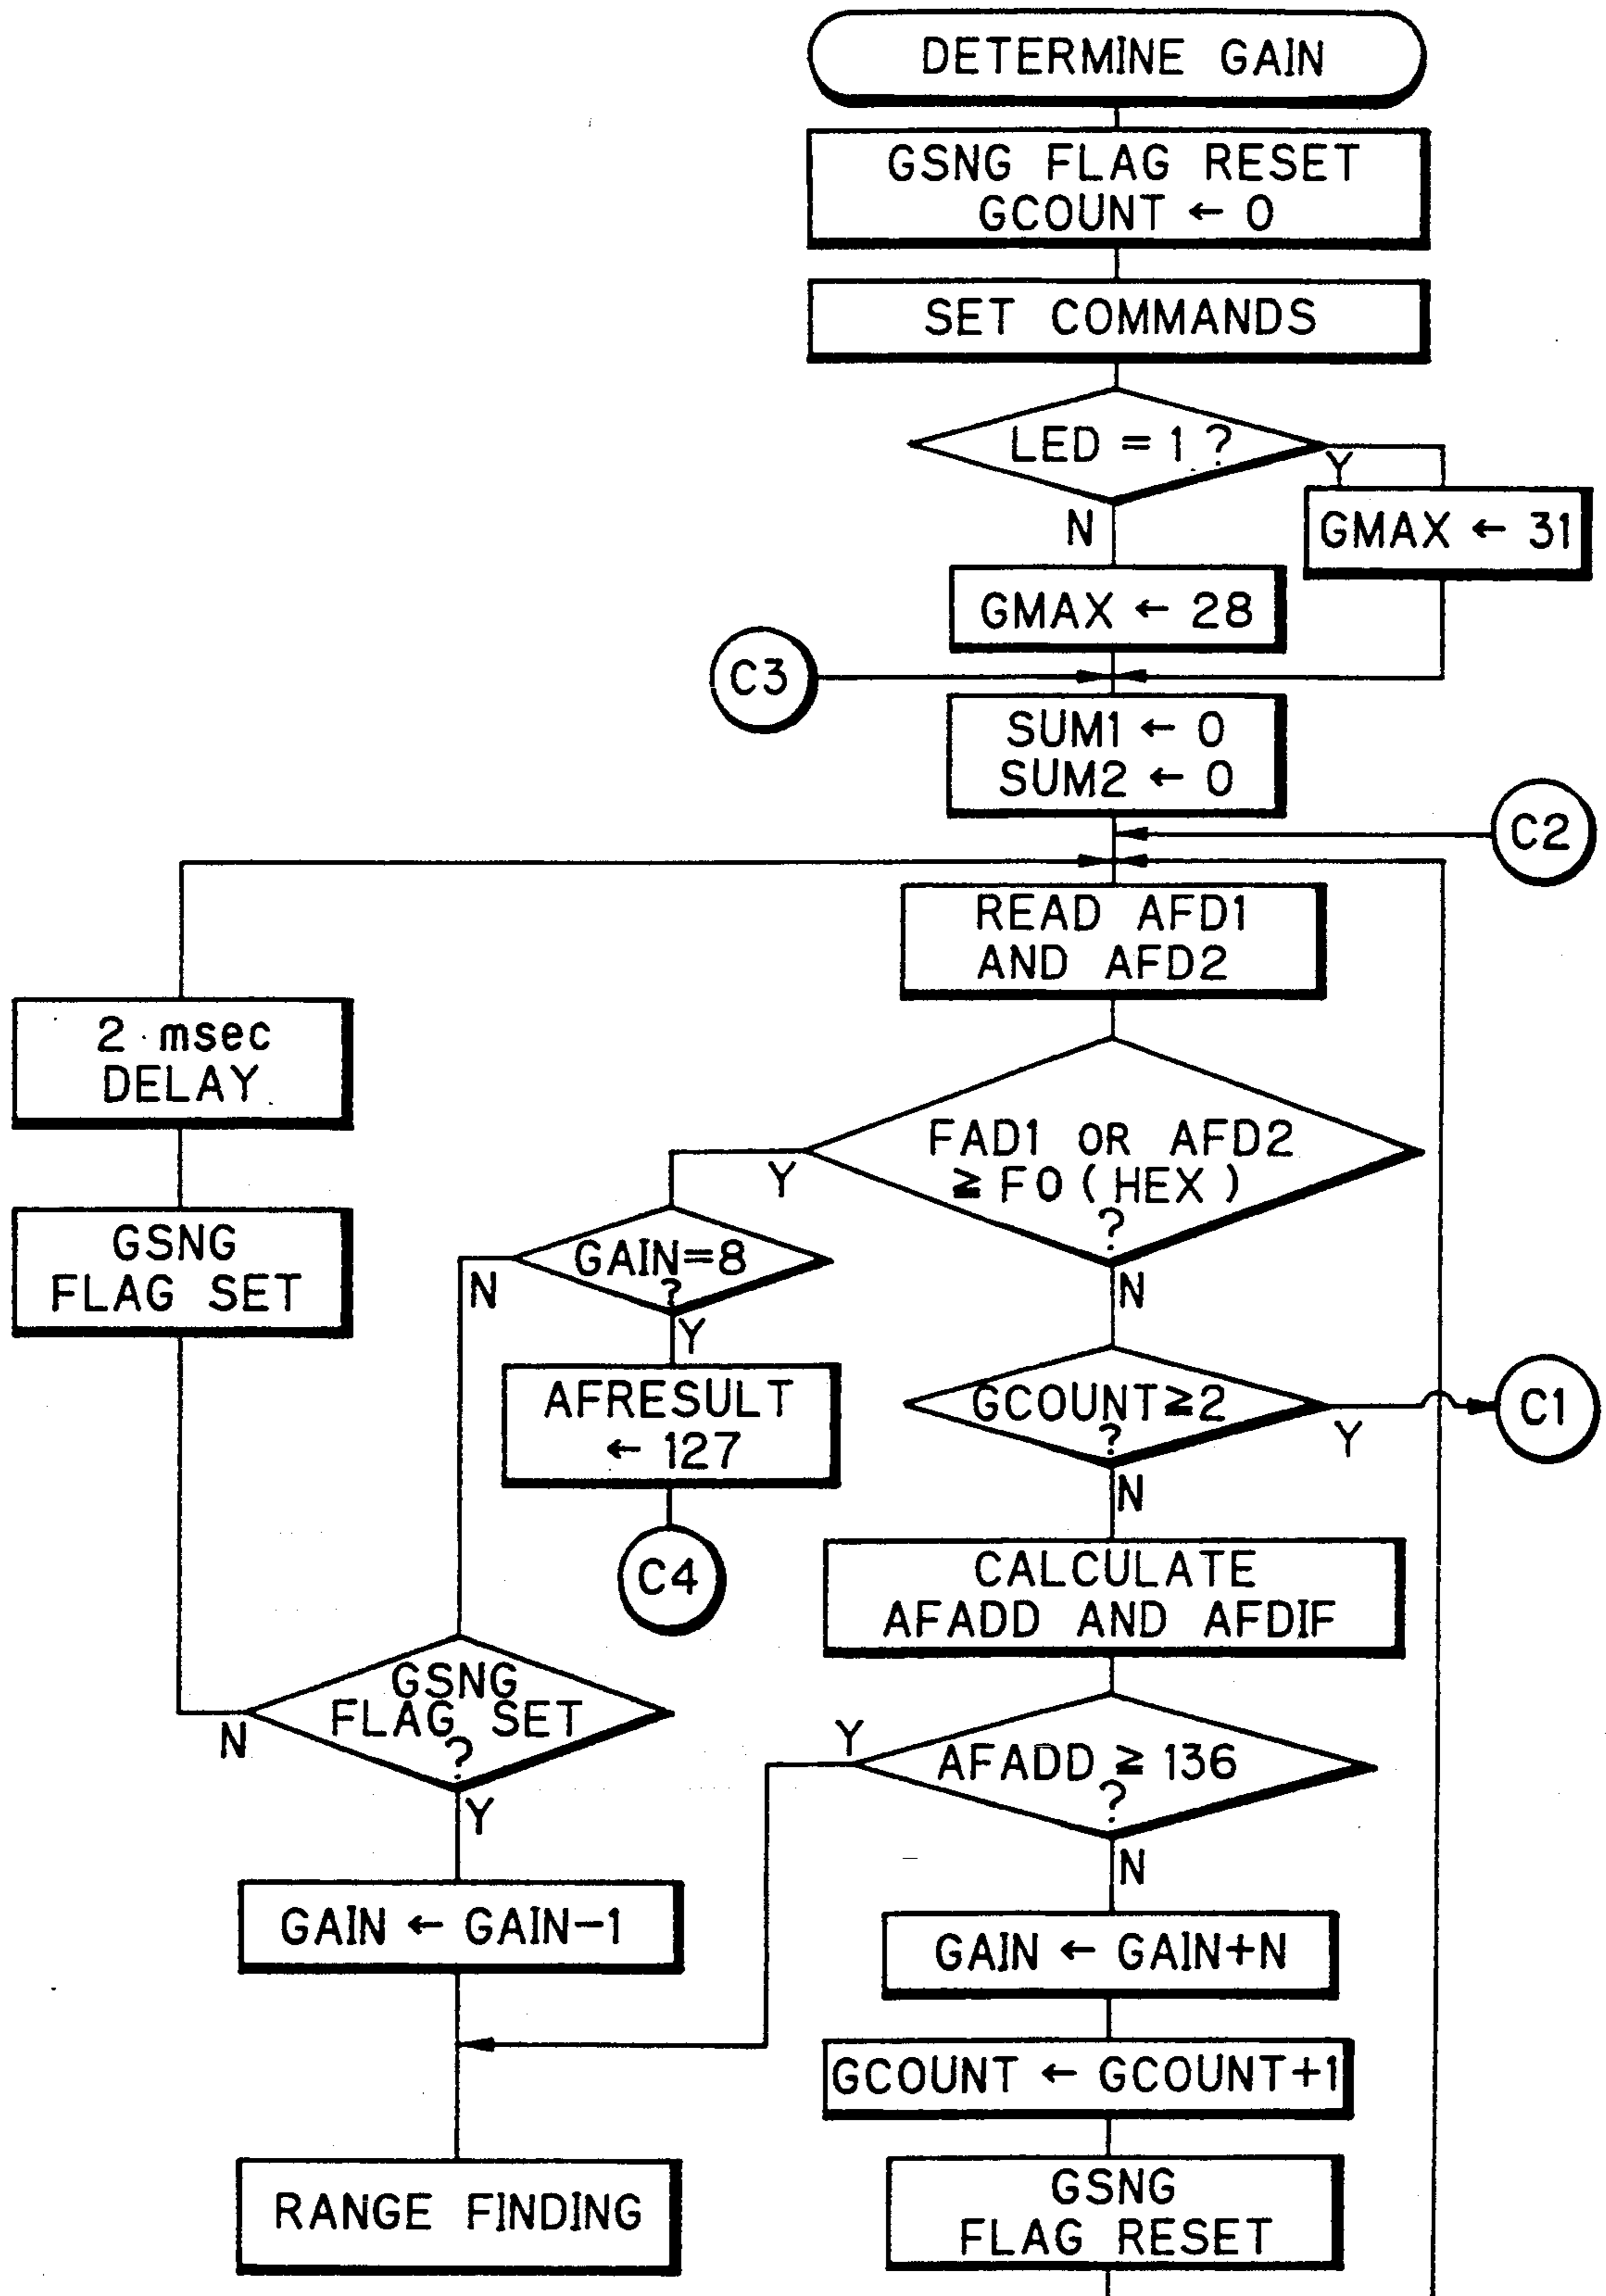 DETERMINE GAIN
GSNG FLAG RESET
GCOUNT ← 0
SET COMMANDS
LED = 1 ?
Y
N
GMAX ← 31
GMAX ← 28
C3
SUM1 ← 0
SUM2 ← 0
C2
READ AFD1
AND AFD2
2 msec
DELAY
FAD1 OR AFD2
≧ F0 ( HEX )
?
Y
N
GSNG
FLAG SET
GAIN=8
?
N
Y
AFRESULT
← 127
C4
GCOUNT≧2
?
Y
N
C1
CALCULATE
AFADD AND AFDIF
GSNG
FLAG SET
?
N
Y
AFADD ≧ 136
?
Y
N
GAIN ← GAIN-1
GAIN ← GAIN+N
GCOUNT ← GCOUNT+1
RANGE FINDING
GSNG
FLAG RESET